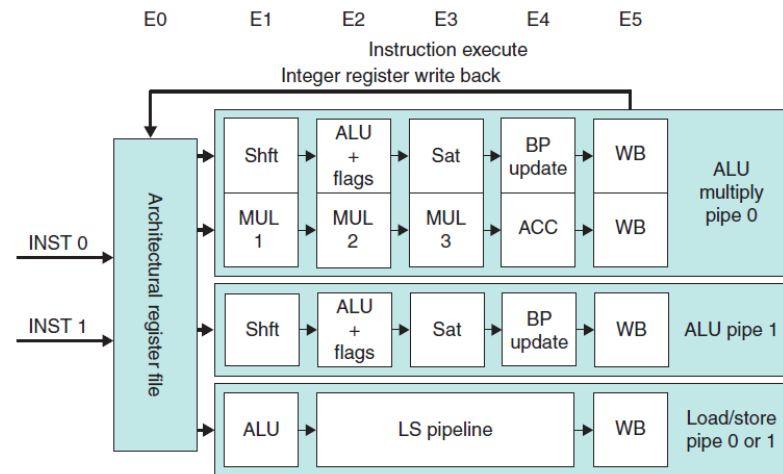 E0 E1 E2 E3 E4 E5
Instruction execute
Integer register write back
Architectural register file
INST 0
INST 1
Shft
ALU
+
flags
Sat
BP
update
WB
MUL
1
MUL
2
MUL
3
ACC
WB
ALU
multiply
pipe 0
Shft
ALU
+
flags
Sat
BP
update
WB
ALU pipe 1
ALU
LS pipeline
WB
Load/store
pipe 0 or 1